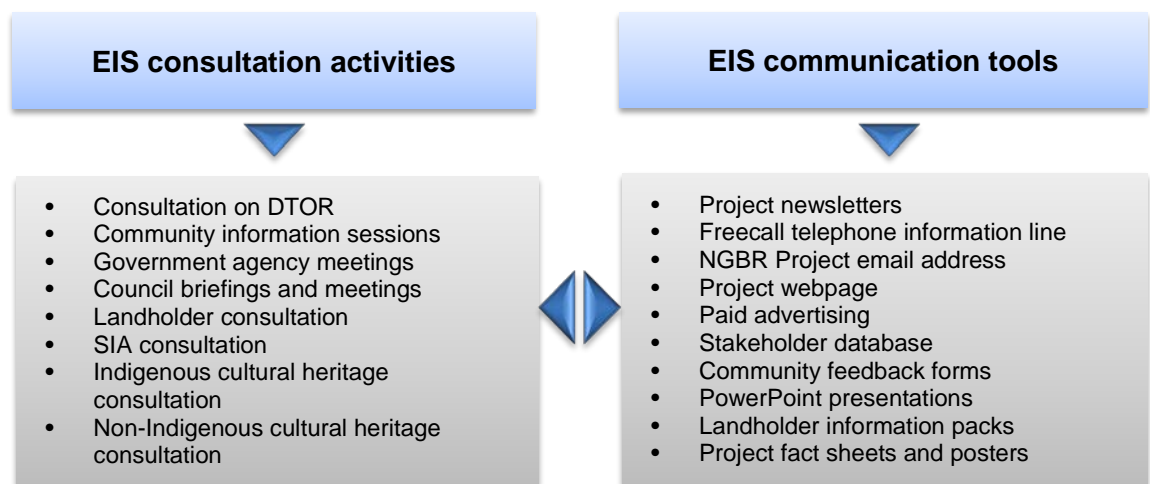 EIS consultation activities
• Consultation on DTOR
• Community information sessions
• Government agency meetings
• Council briefings and meetings
• Landholder consultation
• SIA consultation
• Indigenous cultural heritage
consultation
• Non-Indigenous cultural heritage
consultation
EIS communication tools
• Project newsletters
• Freecall telephone information line
• NGBR Project email address
• Project webpage
• Paid advertising
• Stakeholder database
• Community feedback forms
• PowerPoint presentations
• Landholder information packs
• Project fact sheets and posters